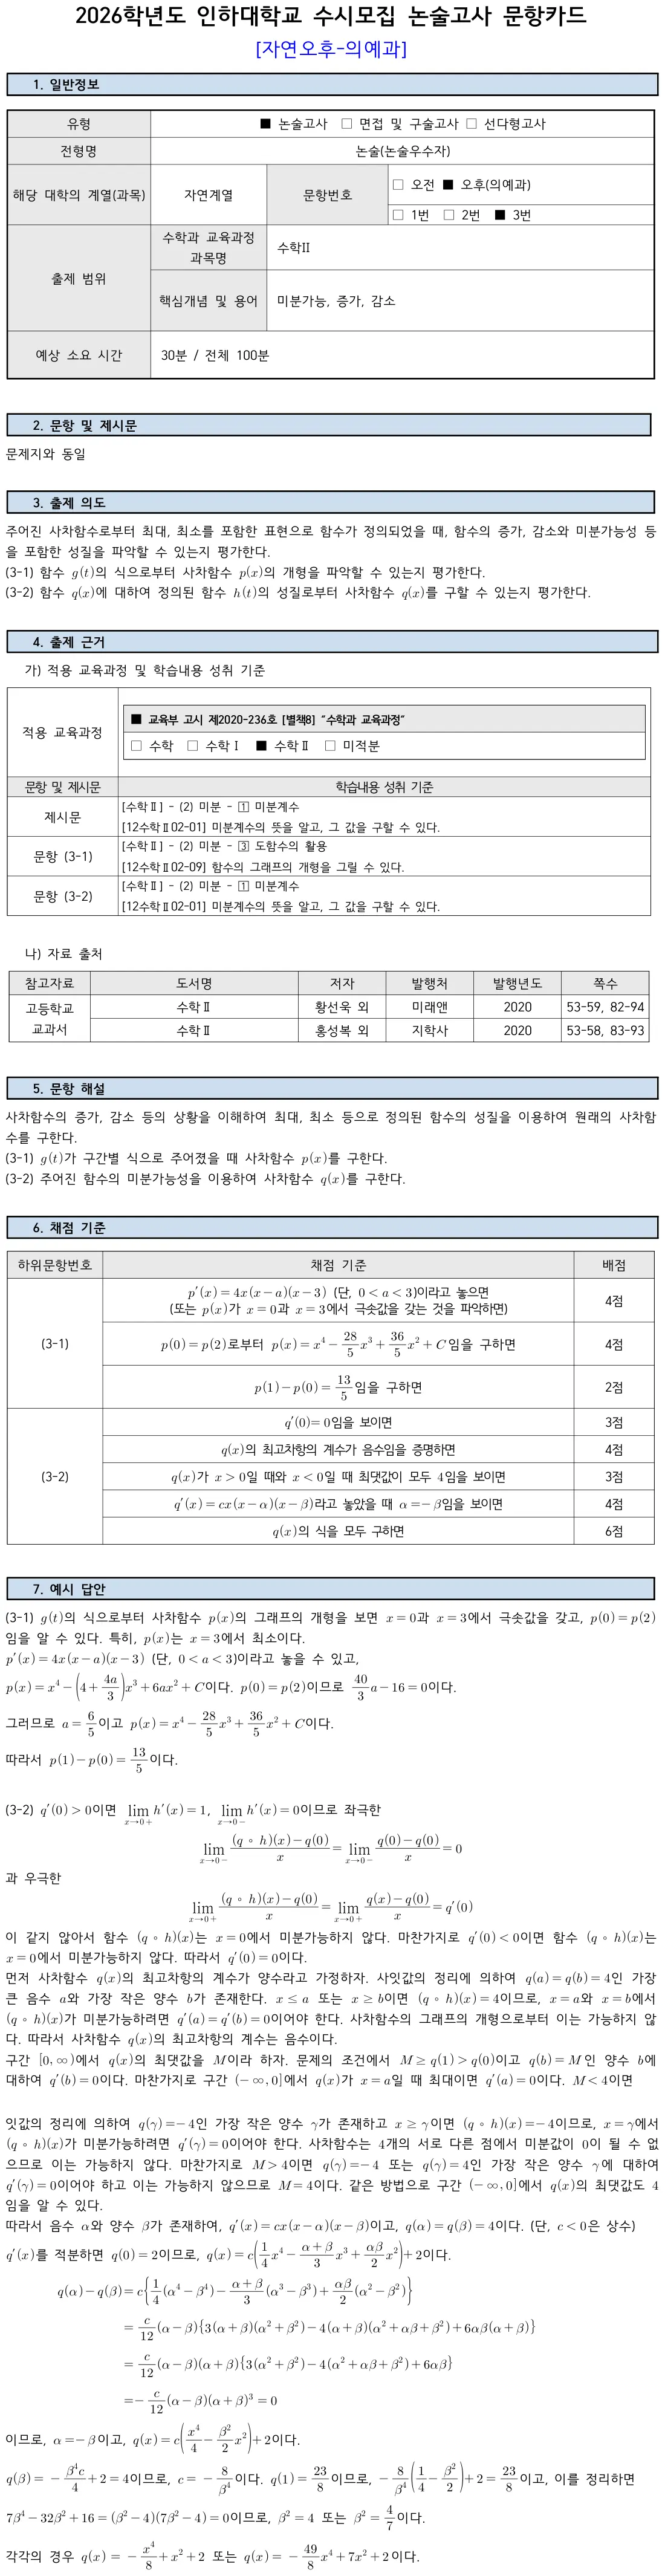 2026학년도 인하대학교 수시모집 논술고사 문항카드
[자연오후-의예과]
1. 일반정보
유형 ■ 논술고사 □ 면접 및 구술고사 □ 선다형고사
전형명 논술(논술우수자)
해당 대학의 계열(과목) 자연계열 문항번호 □ 오전 ■ 오후(의예과)
□ 1번 □ 2번 ■ 3번
출제 범위 수학과 교육과정 과목명 수학II
핵심개념 및 용어 미분가능, 증가, 감소
예상 소요 시간 30분 / 전체 100분
2. 문항 및 제시문
문제지와 동일
3. 출제 의도
주어진 사차함수로부터 최대, 최소를 포함한 표현으로 함수가 정의되었을 때, 함수의 증가, 감소와 미분가능성 등
을 포함한 성질을 파악할 수 있는지 평가한다.
(3-1) 함수 g(t)의 식으로부터 사차함수 p(x)의 개형을 파악할 수 있는지 평가한다.
(3-2) 함수 q(x)에 대하여 정의된 함수 h(t)의 성질로부터 사차함수 q(x)를 구할 수 있는지 평가한다.
4. 출제 근거
가) 적용 교육과정 및 학습내용 성취 기준
적용 교육과정 ■ 교육부 고시 제2020-236호 [별책8] "수학과 교육과정"
□ 수학 □ 수학Ⅰ ■ 수학Ⅱ □ 미적분
문항 및 제시문 학습내용 성취 기준
제시문 [수학Ⅱ] - (2) 미분 - 1 미분계수
[12수학Ⅱ02-01] 미분계수의 뜻을 알고, 그 값을 구할 수 있다.
문항 (3-1) [수학Ⅱ] - (2) 미분 - 3 도함수의 활용
[12수학Ⅱ02-09] 함수의 그래프의 개형을 그릴 수 있다.
문항 (3-2) [수학Ⅱ] - (2) 미분 - 1 미분계수
[12수학Ⅱ02-01] 미분계수의 뜻을 알고, 그 값을 구할 수 있다.
나) 자료 출처
참고자료 도서명 저자 발행처 발행년도 쪽수
고등학교 교과서 수학Ⅱ 황선욱 외 미래앤 2020 53-59, 82-94
수학Ⅱ 홍성복 외 지학사 2020 53-58, 83-93
5. 문항 해설
사차함수의 증가, 감소 등의 상황을 이해하여 최대, 최소 등으로 정의된 함수의 성질을 이용하여 원래의 사차함
수를 구한다.
(3-1) g(t)가 구간별 식으로 주어졌을 때 사차함수 p(x)를 구한다.
(3-2) 주어진 함수의 미분가능성을 이용하여 사차함수 q(x)를 구한다.
6. 채점 기준
하위문항번호 채점 기준 배점
(3-1) p′(x)=4x(x-a)(x-3) (단, 0<a<3)이라고 놓으면
(또는 p(x)가 x=0과 x=3에서 극솟값을 갖는 것을 파악하면) 4점
p(0)=p(2)로부터 p(x)=x⁴-28/5x³+36/5x²+C임을 구하면 4점
p(1)-p(0)=13/5임을 구하면 2점
(3-2) q′(0)=0임을 보이면 3점
q(x)의 최고차항의 계수가 음수임을 증명하면 4점
q(x)가 x>0일 때와 x<0일 때 최댓값이 모두 4임을 보이면 3점
q′(x)=cx(x-α)(x-β)라고 놓았을 때 α=-β임을 보이면 4점
q(x)의 식을 모두 구하면 6점
7. 예시 답안
(3-1) g(t)의 식으로부터 사차함수 p(x)의 그래프의 개형을 보면 x=0과 x=3에서 극솟값을 갖고, p(0)=p(2)
임을 알 수 있다. 특히, p(x)는 x=3에서 최소이다.
p′(x)=4x(x-a)(x-3) (단, 0<a<3)이라고 놓을 수 있고,
p(x)=x⁴-(4+4a/3)x³+6ax²+C이다. p(0)=p(2)이므로 40/3a-16=0이다.
그러므로 a=6/5이고 p(x)=x⁴-28/5x³+36/5x²+C이다.
따라서 p(1)-p(0)=13/5이다.
(3-2) q′(0)>0이면 lim x→0+ h′(x)=1, lim x→0- h′(x)=0이므로 좌극한
lim x→0- ((q∘h)(x)-q(0))/x = lim x→0- (q(0)-q(0))/x = 0
과 우극한
lim x→0+ ((q∘h)(x)-q(0))/x = lim x→0+ (q(x)-q(0))/x = q′(0)
이 같지 않아서 함수 (q∘h)(x)는 x=0에서 미분가능하지 않다. 마찬가지로 q′(0)<0이면 함수 (q∘h)(x)는
x=0에서 미분가능하지 않다. 따라서 q′(0)=0이다.
먼저 사차함수 q(x)의 최고차항의 계수가 양수라고 가정하자. 사잇값의 정리에 의하여 q(a)=q(b)=4인 가장
큰 음수 a와 가장 작은 양수 b가 존재한다. x≤a 또는 x≥b이면 (q∘h)(x)=4이므로, x=a와 x=b에서
(q∘h)(x)가 미분가능하려면 q′(a)=q′(b)=0이어야 한다. 사차함수의 그래프의 개형으로부터 이는 가능하지 않
다. 따라서 사차함수 q(x)의 최고차항의 계수는 음수이다.
구간 [0,∞)에서 q(x)의 최댓값을 M이라 하자. 문제의 조건에서 M≥q(1)>q(0)이고 q(b)=M인 양수 b에
대하여 q′(b)=0이다. 마찬가지로 구간 (-∞,0]에서 q(x)가 x=a일 때 최대이면 q′(a)=0이다. M<4이면
잇값의 정리에 의하여 q(γ)=-4인 가장 작은 양수 γ가 존재하고 x≥γ이면 (q∘h)(x)=-4이므로, x=γ에서
(q∘h)(x)가 미분가능하려면 q′(γ)=0이어야 한다. 사차함수는 4개의 서로 다른 점에서 미분값이 0이 될 수 없
으므로 이는 가능하지 않다. 마찬가지로 M>4이면 q(γ)=-4 또는 q(γ)=4인 가장 작은 양수 γ에 대하여
q′(γ)=0이어야 하고 이는 가능하지 않으므로 M=4이다. 같은 방법으로 구간 (-∞,0]에서 q(x)의 최댓값도 4
임을 알 수 있다.
따라서 음수 α와 양수 β가 존재하여, q′(x)=cx(x-α)(x-β)이고, q(α)=q(β)=4이다. (단, c<0은 상수)
q′(x)를 적분하면 q(0)=2이므로, q(x)=c(1/4x⁴-(α+β)/3x³+αβ/2x²)+2이다.
q(α)-q(β)=c{1/4(α⁴-β⁴)-(α+β)/3(α³-β³)+αβ/2(α²-β²)}
=c/12(α-β){3(α+β)(α²+β²)-4(α+β)(α²+αβ+β²)+6αβ(α+β)}
=c/12(α-β)(α+β){3(α²+β²)-4(α²+αβ+β²)+6αβ}
=-c/12(α-β)(α+β)³=0
이므로, α=-β이고, q(x)=c(x⁴/4-β²/2x²)+2이다.
q(β)=-β⁴c/4+2=4이므로, c=-8/β⁴이다. q(1)=23/8이므로, -8/β⁴(1/4-β²/2)+2=23/8이고, 이를 정리하면
7β⁴-32β²+16=(β²-4)(7β²-4)=0이므로, β²=4 또는 β²=4/7이다.
각각의 경우 q(x)=-x⁴/8+x²+2 또는 q(x)=-49/8x⁴+7x²+2이다.